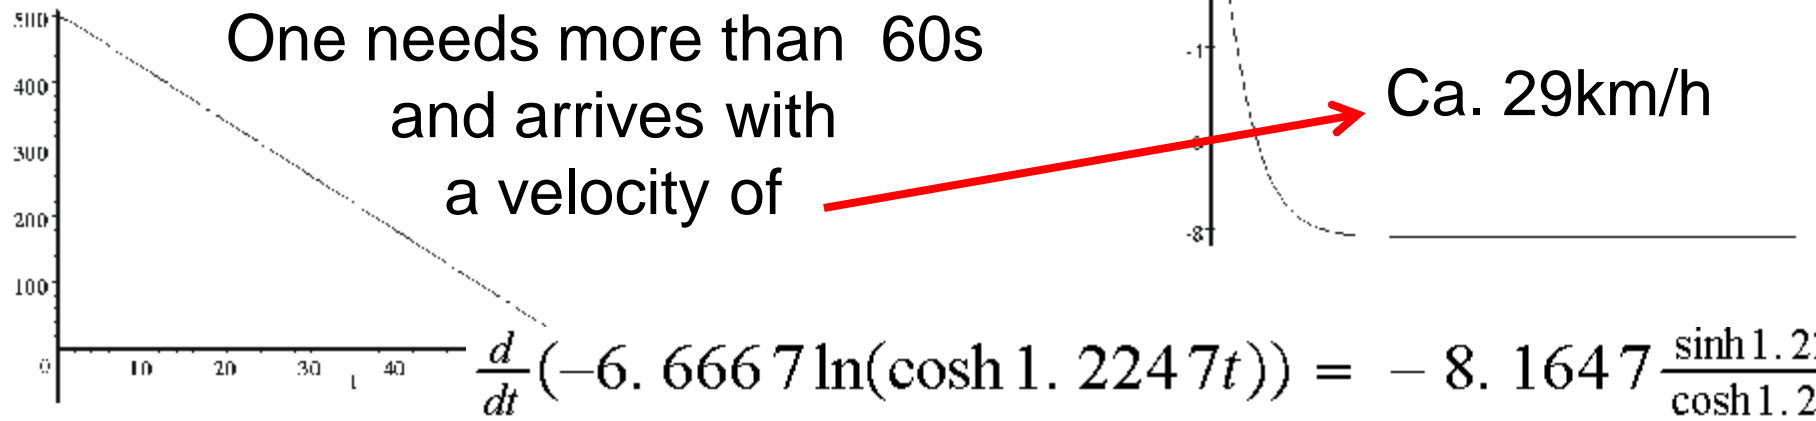 One needs more than 60s
and arrives with
a velocity of
Ca. 29km/h
500
400
300
200
100
0
10
20
30
40
t
-1
-8
d/dt (−6. 6667 ln(cosh 1. 2247t)) = − 8. 1647 sinh 1. 2 / cosh 1. 2